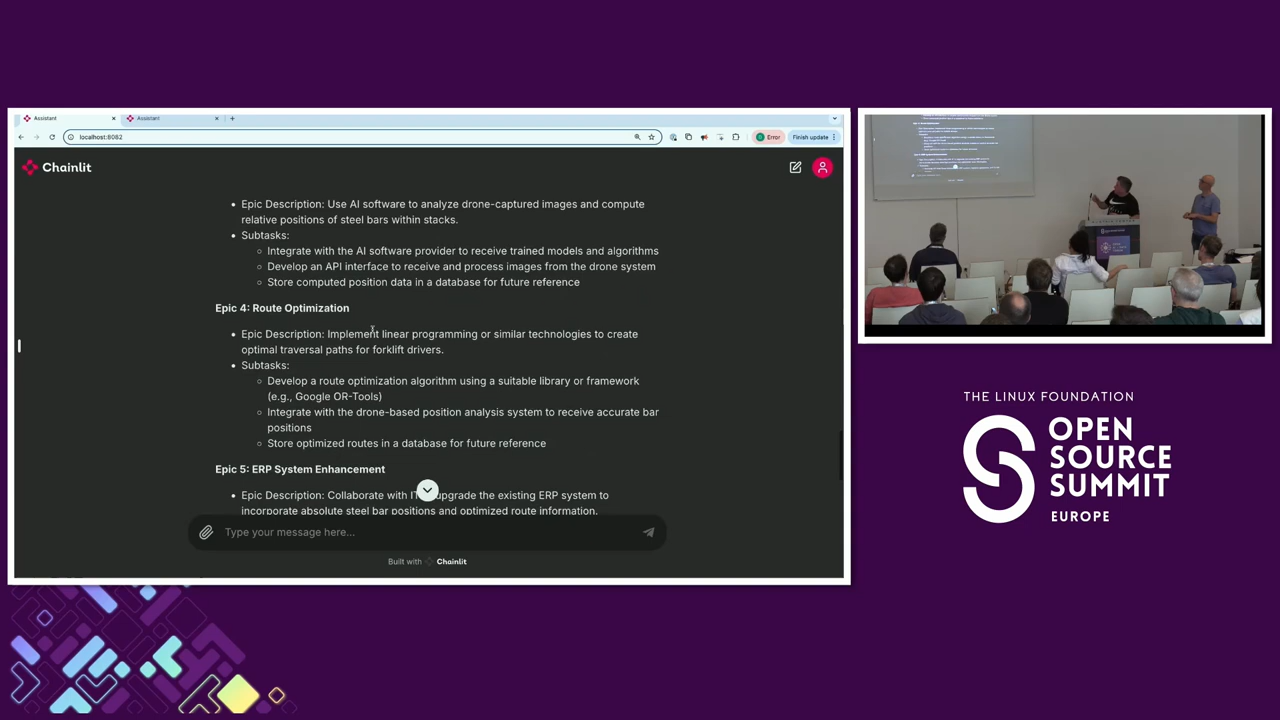 Assistant
Assistant
localhost:8082
Error
Finish update
Chainlit
Epic Description: Use AI software to analyze drone-captured images and compute
relative positions of steel bars within stacks.
Subtasks:
Integrate with the AI software provider to receive trained models and algorithms
Develop an API interface to receive and process images from the drone system
Store computed position data in a database for future reference
Epic 4: Route Optimization
Epic Description: Implement linear programming or similar technologies to create
optimal traversal paths for forklift drivers.
Subtasks:
Develop a route optimization algorithm using a suitable library or framework
(e.g., Google OR-Tools)
Integrate with the drone-based position analysis system to receive accurate bar
positions
Store optimized routes in a database for future reference
Epic 5: ERP System Enhancement
Epic Description: Collaborate with upgrade the existing ERP system to
incorporate absolute steel bar positions and optimized route information.
Type your message here...
Built with Chainlit
THE LINUX FOUNDATION
OPEN
SOURCE
SUMMIT
EUROPE